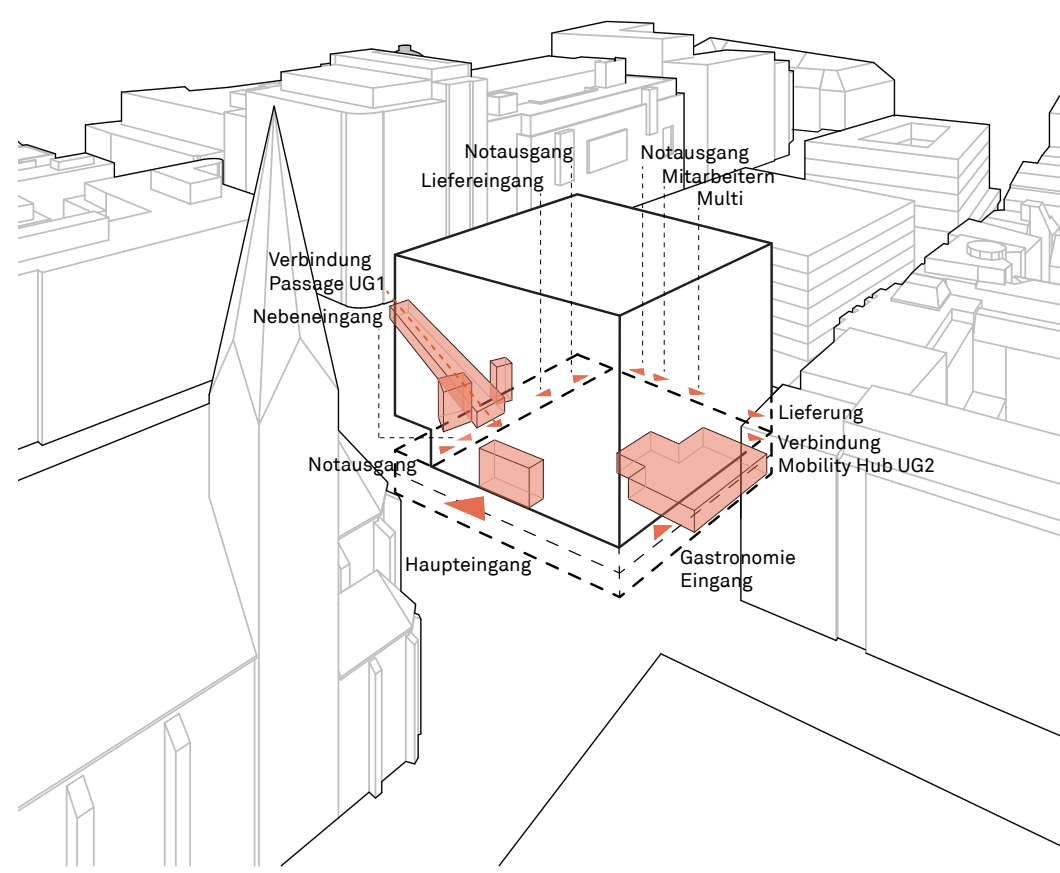 Notausgang
Liefereingang
Notausgang
Mitarbeitern
Multi
Verbindung
Passage UG1
Nebeneingang
Lieferung
Verbindung
Mobility Hub UG2
Notausgang
Haupteingang
Gastronomie
Eingang